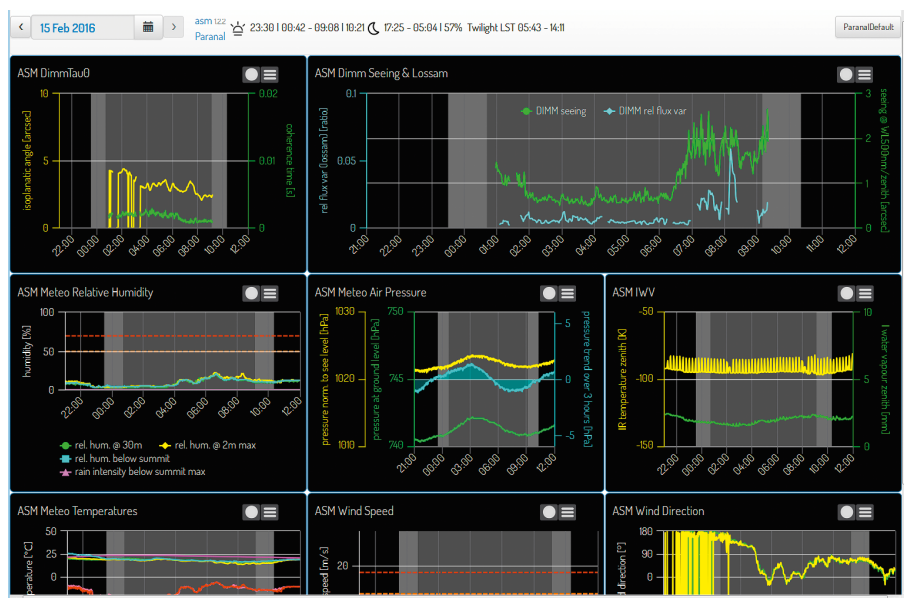 15 Feb 2016
asm 1.2.2
Paranal
23:30 | 00:42 - 09:08 | 10:21
17:25 - 05:04 | 57% Twilight LST 05:43 - 14:11
ParanalDefault
ASM DimmTau0
10
5
0
isoplanatic angle [arcsec]
0.02
0.01
0
coherence time [s]
22:00 00:00 02:00 04:00 06:00 08:00 10:00 12:00
ASM Dimm Seeing & Lossam
DIMM seeing DIMM rel flux var
0.1
0.05
0
rel flux var (lossam) [ratio]
3
2
1
0
seeing @ WL500nm/zenith [arcsec]
21:00 22:00 23:00 00:00 01:00 02:00 03:00 04:00 05:00 06:00 07:00 08:00 09:00 10:00 11:00 12:00
ASM Meteo Relative Humidity
100
50
0
humidity [%]
22:00 00:00 02:00 04:00 06:00 08:00 10:00 12:00
rel. hum. @ 30m rel. hum. @ 2m max
rel. hum. below summit
rain intensity below summit max
ASM Meteo Air Pressure
1030
1020
1010
pressure norm. to see level [hPa]
750
745
740
pressure at ground level [hPa]
5
0
-5
pressure trend over 3 hours [hPa]
21:00 00:00 03:00 06:00 09:00 12:00
ASM IWV
-50
-100
-150
IR temperature zenith [K]
10
5
0
I water vapour zenith [mm]
22:00 00:00 02:00 04:00 06:00 08:00 10:00 12:00
ASM Meteo Temperatures
50
25
0
perature [°C]
ASM Wind Speed
20
speed [m/s]
ASM Wind Direction
180
90
0
d direction [°]